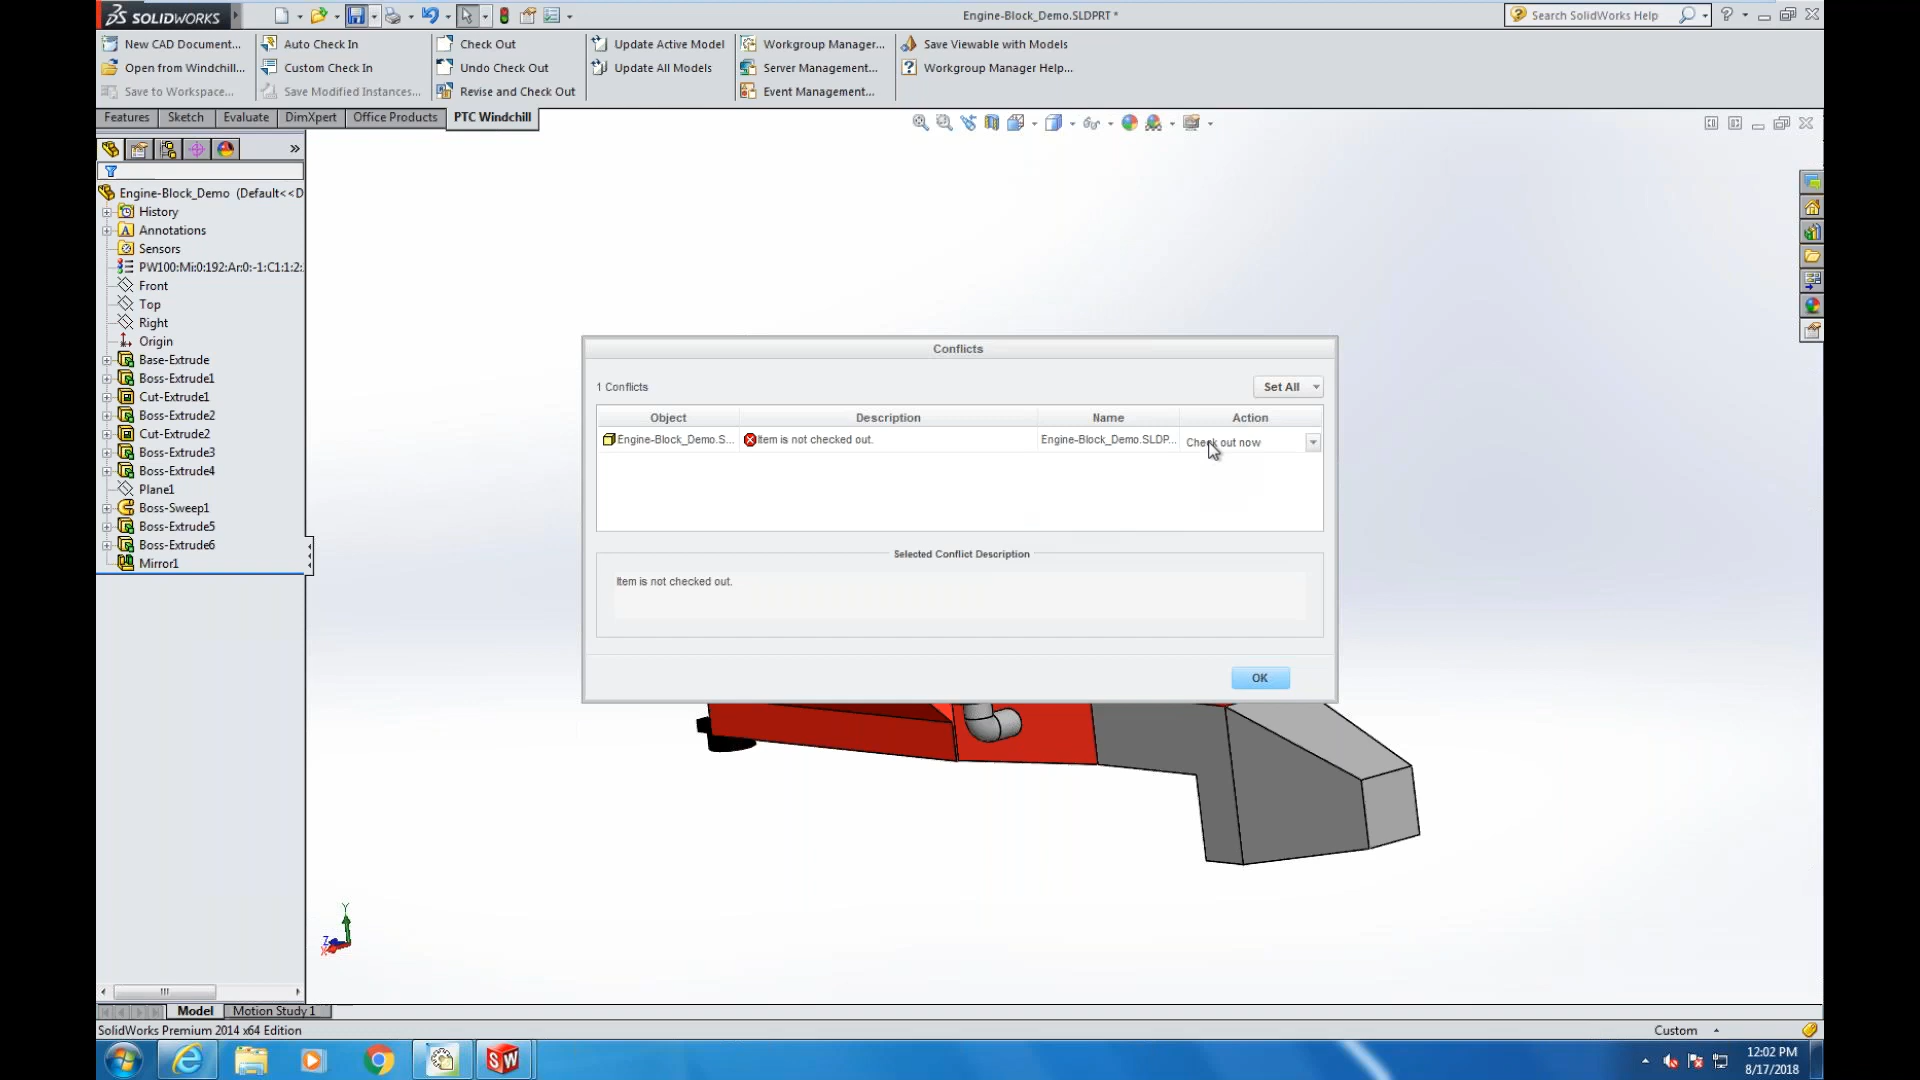 SOLIDWORKS
Engine-Block_Demo.SLDPRT *
Search SolidWorks Help
New CAD Document... Auto Check In Check Out Update Active Model Workgroup Manager... Save Viewable with Models
Open from Windchill... Custom Check In Undo Check Out Update All Models Server Management... Workgroup Manager Help...
Save to Workspace... Save Modified Instances... Revise and Check Out Event Management...
Features Sketch Evaluate DimXpert Office Products PTC Windchill
Engine-Block_Demo (Default<<D
History
Annotations
Sensors
PW100:Mi:0:192:Ar:0:-1:C1:1:2:
Front
Top
Right
Origin
Base-Extrude
Boss-Extrude1
Cut-Extrude1
Boss-Extrude2
Cut-Extrude2
Boss-Extrude3
Boss-Extrude4
Plane1
Boss-Sweep1
Boss-Extrude5
Boss-Extrude6
Mirror1
Conflicts
1 Conflicts Set All
Object Description Name Action
Engine-Block_Demo.S... Item is not checked out. Engine-Block_Demo.SLDP... Check out now
Selected Conflict Description
Item is not checked out.
OK
Y
Z
X
Model Motion Study 1
SolidWorks Premium 2014 x64 Edition Custom
SW
12:02 PM
8/17/2018